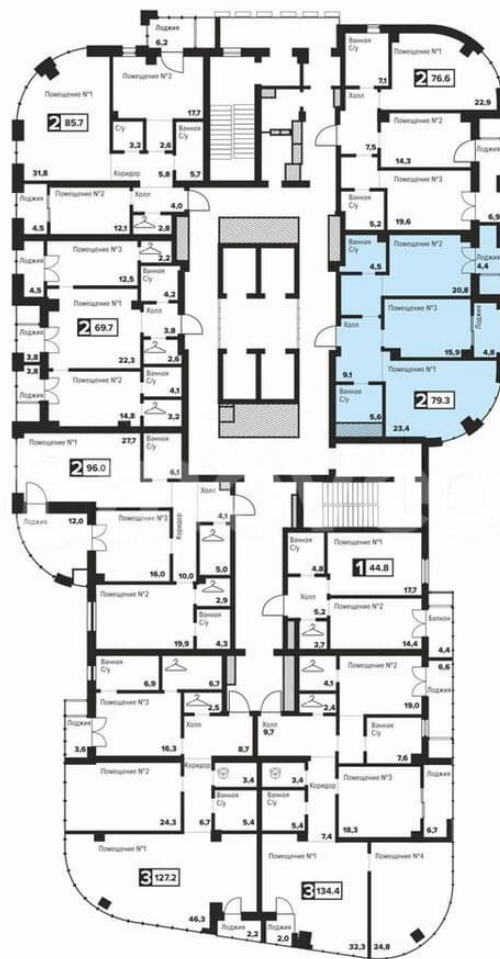 Лоджия
6,2
Помещение №1
Помещение №3
17,7
2 85.7
С/у
3,2
2,6
Ванная
С/у
5,7
31,8
Коридор
5,8
Лоджия
4,5
Помещение №2
12,1
Холл
4,0
2,8
Ванная
С/у
7,1
Помещение №1
2 76.6
22,9
Холл
7,5
Помещение №2
14,3
Лоджия
6,9
Помещение №3
19,6
Ванная
С/у
5,2
Лоджия
4,5
Помещение №3
12,5
2,2
Ванная
С/у
4,2
Помещение №1
2 69.7
22,3
Холл
3,8
2,6
Лоджия
3,8
3,8
Лоджия
Помещение №2
14,8
Ванная
С/у
4,1
3,2
Ванная
С/у
4,5
Помещение №2
20,8
Лоджия
4,4
Помещение №3
15,9
Лоджия
4,8
Холл
9,1
Помещение №1
5,6
23,4
2 79.3
Помещение №1
27,7
2 96.0
Ванная
С/у
6,1
Лоджия
12,0
Помещение №3
16,0
Коридор
10,0
Холл
4,1
5,0
Помещение №2
19,9
2,9
Ванная
С/у
4,3
Ванная
С/у
4,8
Помещение №1
1 44.8
17,7
Холл
5,2
2,7
Помещение №2
14,4
Балкон
4,4
Ванная
С/у
6,9
6,7
2,5
Лоджия
3,6
Помещение №3
16,3
Холл
8,7
Помещение №2
24,3
Коридор
6,7
3,4
Ванная
С/у
5,4
Помещение №1
3 127.2
46,3
Лоджия
2,2
4,1
2,4
Помещение №2
19,0
6,6
Лоджия
Холл
9,7
Ванная
С/у
7,6
3,4
Коридор
7,4
Ванная
С/у
5,4
Помещение №3
18,3
Лоджия
6,7
Помещение №1
3 134.4
32,3
Помещение №4
24,8
Лоджия
2,0